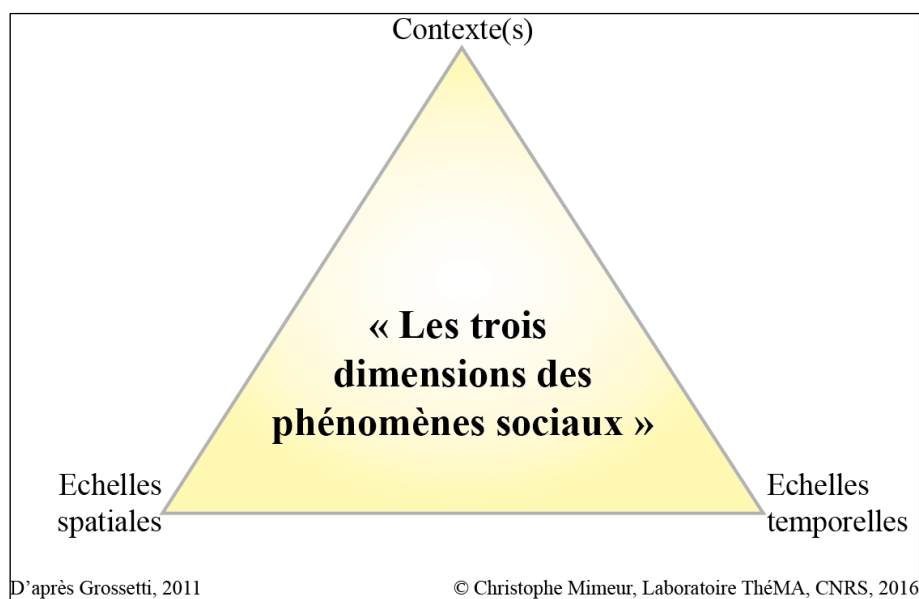 Contexte(s)
« Les trois
dimensions des
phénomènes sociaux »
Echelles
spatiales
Echelles
temporelles
D'après Grossetti, 2011
© Christophe Mimeur, Laboratoire ThéMA, CNRS, 2016